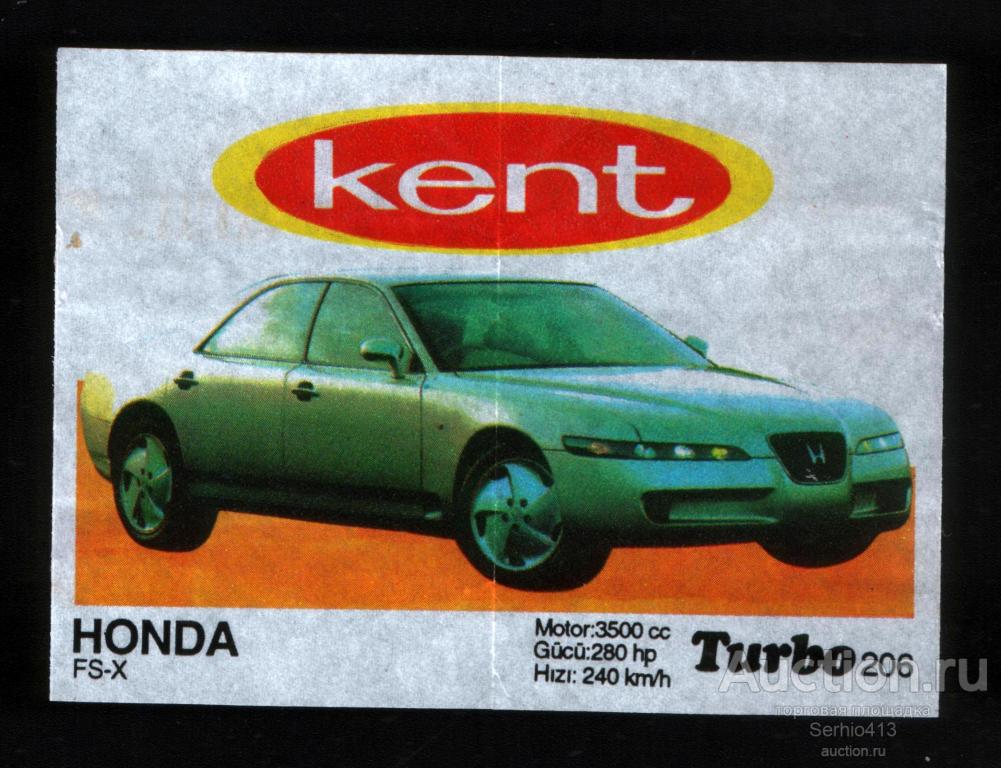 kent
HONDA
FS-X
Motor:3500 cc
Gücü:280 hp
Hızı: 240 km/h
Turbo 206
Auction.ru
торговая площадка
Serhio413
auction.ru